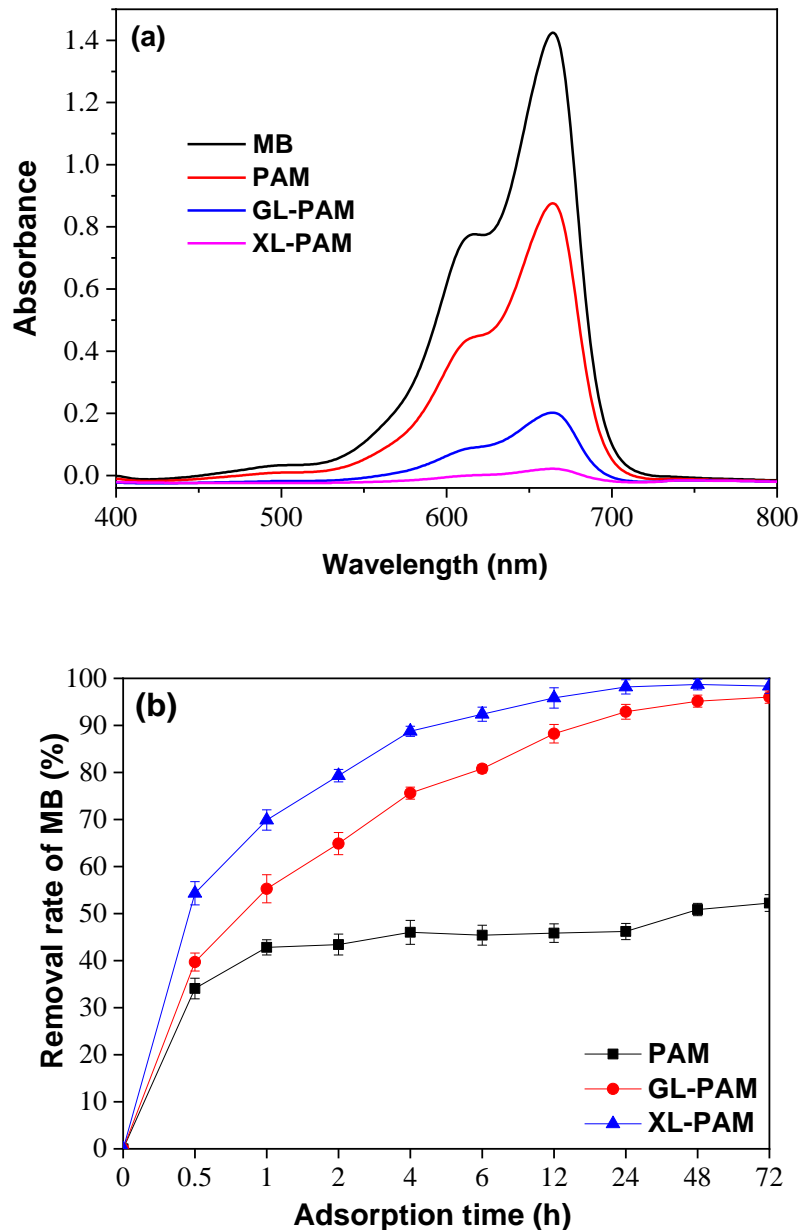 (a)
MB
PAM
GL-PAM
XL-PAM
Absorbance
1.4
1.2
1.0
0.8
0.6
0.4
0.2
0.0
400 500 600 700 800
Wavelength (nm)
(b)
Removal rate of MB (%)
100
90
80
70
60
50
40
30
20
10
0
PAM
GL-PAM
XL-PAM
0 0.5 1 2 4 6 12 24 48 72
Adsorption time (h)